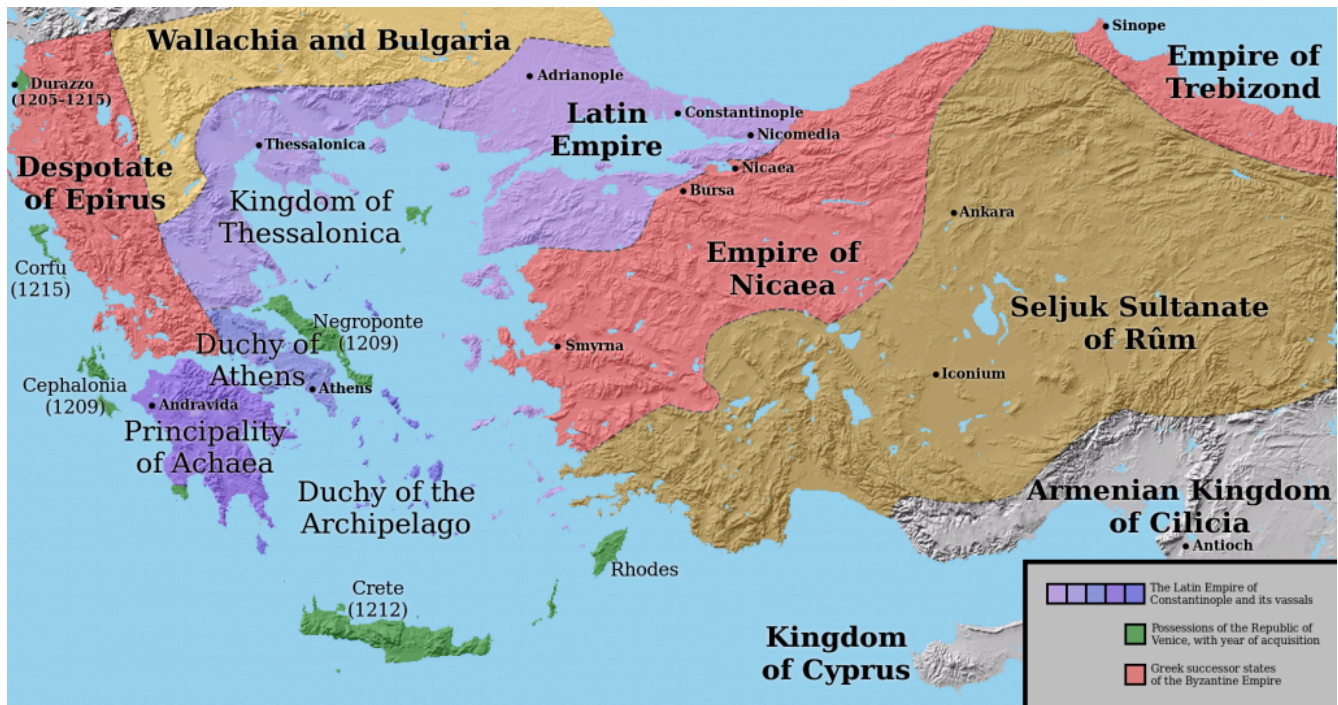 Wallachia and Bulgaria
Sinope
Empire of
Trebizond
Durazzo
(1205-1215)
Adrianople
Latin
Empire
Constantinople
Nicomedia
Thessalonica
Nicaea
Despotate
of Epirus
Bursa
Kingdom of
Thessalonica
Ankara
Empire of
Nicaea
Corfu
(1215)
Seljuk Sultanate
of Rûm
Negroponte
(1209)
Duchy of
Athens
Smyrna
Iconium
Cephalonia
(1209)
Athens
Andravida
Principality
of Achaea
Duchy of the
Archipelago
Armenian Kingdom
of Cilicia
Antioch
Rhodes
Crete
(1212)
Kingdom
of Cyprus
The Latin Empire of
Constantinople and its vassals
Possessions of the Republic of
Venice, with year of acquisition
Greek successor states
of the Byzantine Empire